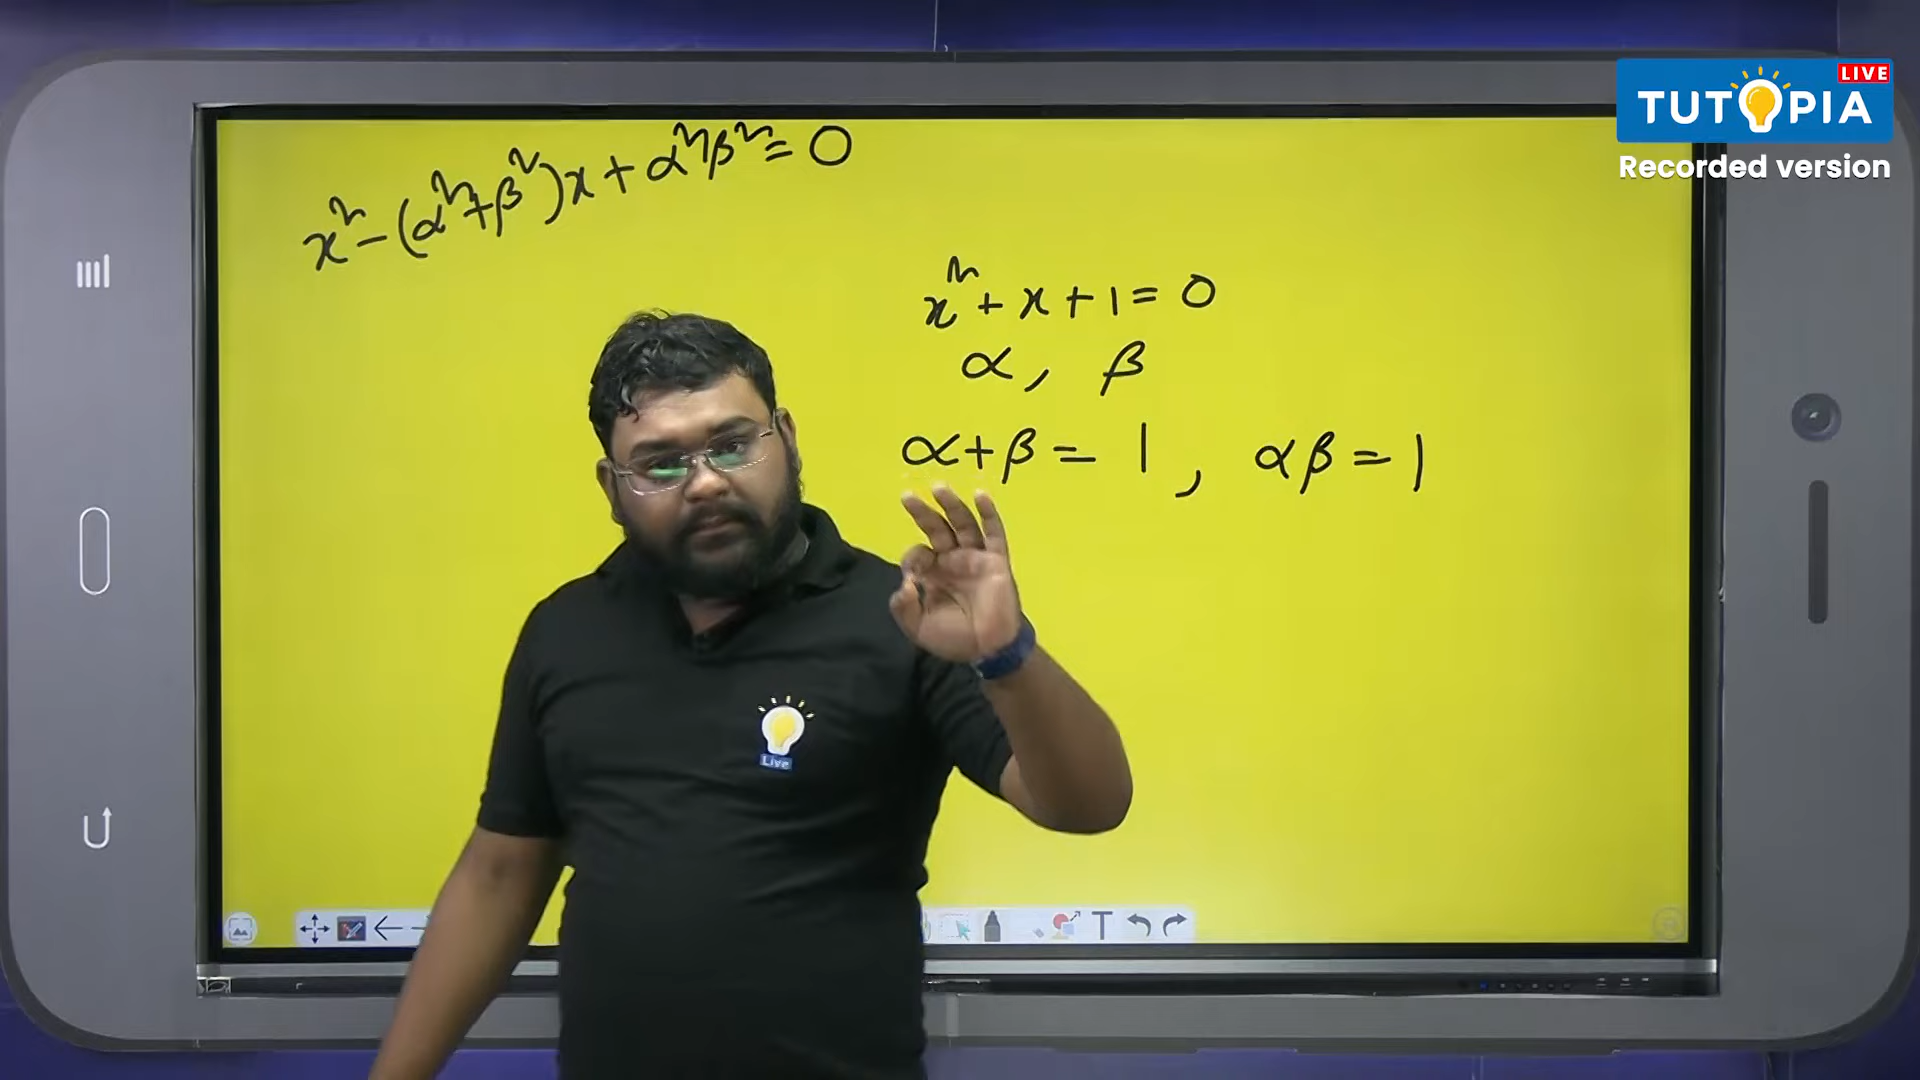 LIVE
TUTOPIA
Recorded version
x² - (α² + β²)x + α²β² = 0
x² + x + 1 = 0
α, β
α + β = 1, αβ = 1
Live
T